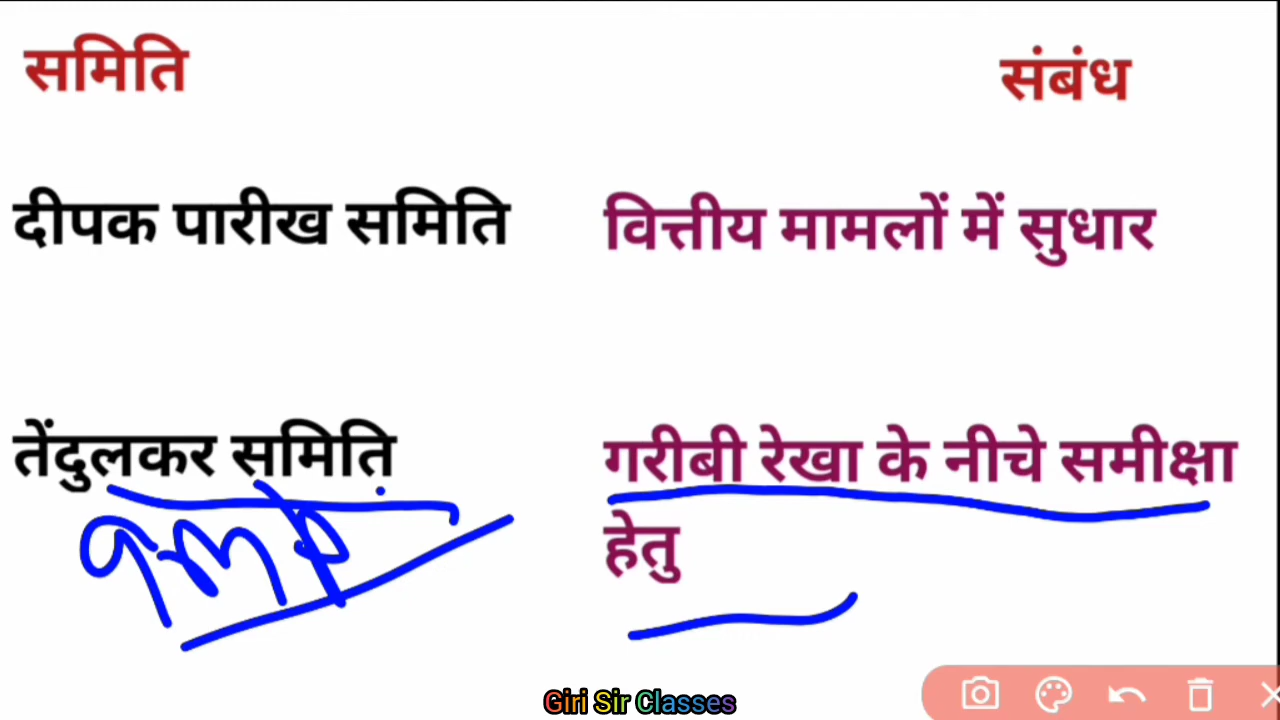 समिति संबंध
दीपक पारीख समिति वित्तीय मामलों में सुधार
तेंदुलकर समिति गरीबी रेखा के नीचे समीक्षा
हेतु
Giri Sir Classes